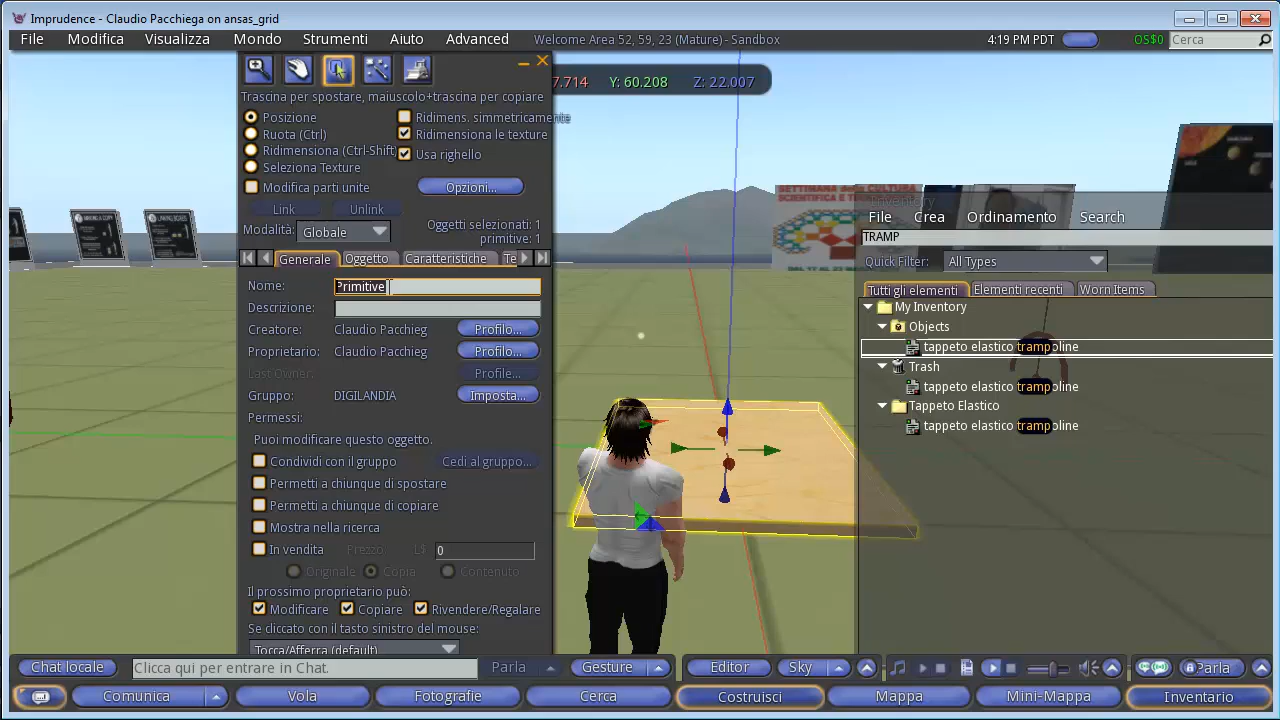 Imprudence - Claudio Pacchiega on ansas_grid
File Modifica Visualizza Mondo Strumenti Aiuto Advanced Welcome Area 52, 59, 23 (Mature) - Sandbox 4:19 PM PDT OS$0 Cerca
7.714 Y: 60.208 Z: 22.007
Trascina per spostare, maiuscolo+trascina per copiare
Posizione Ridimens. simmetricamente
Ruota (Ctrl) Ridimensiona le texture
Ridimensiona (Ctrl-Shift) Usa righello
Seleziona Texture
Modifica parti unite Opzioni...
Link Unlink
Modalità: Globale Oggetti selezionati: 1
primitive: 1
Generale Oggetto Caratteristiche Te
Nome: Primitive
Descrizione:
Creatore: Claudio Pacchieg Profilo...
Proprietario: Claudio Pacchieg Profilo...
Last Owner: Profile...
Gruppo: DIGILANDIA Imposta...
Permessi:
Puoi modificare questo oggetto.
Condividi con il gruppo Cedi al gruppo...
Permetti a chiunque di spostare
Permetti a chiunque di copiare
Mostra nella ricerca
In vendita Prezzo L$ 0
Originale Copia Contenuto
Il prossimo proprietario può:
Modificare Copiare Rivendere/Regalare
Se cliccato con il tasto sinistro del mouse:
Tocca/Afferra (default)
SETTIMANA della CULTURA
SCIENTIFICA E
Inventory
File Crea Ordinamento Search
TRAMP
Quick Filter: All Types
Tutti gli elementi Elementi recenti Worn Items
My Inventory
Objects
tappeto elastico trampoline
Trash
tappeto elastico trampoline
Tappeto Elastico
tappeto elastico trampoline
Chat locale Clicca qui per entrare in Chat. Parla Gesture Editor Sky Parla
Comunica Vola Fotografie Cerca Costruisci Mappa Mini-Mappa Inventario